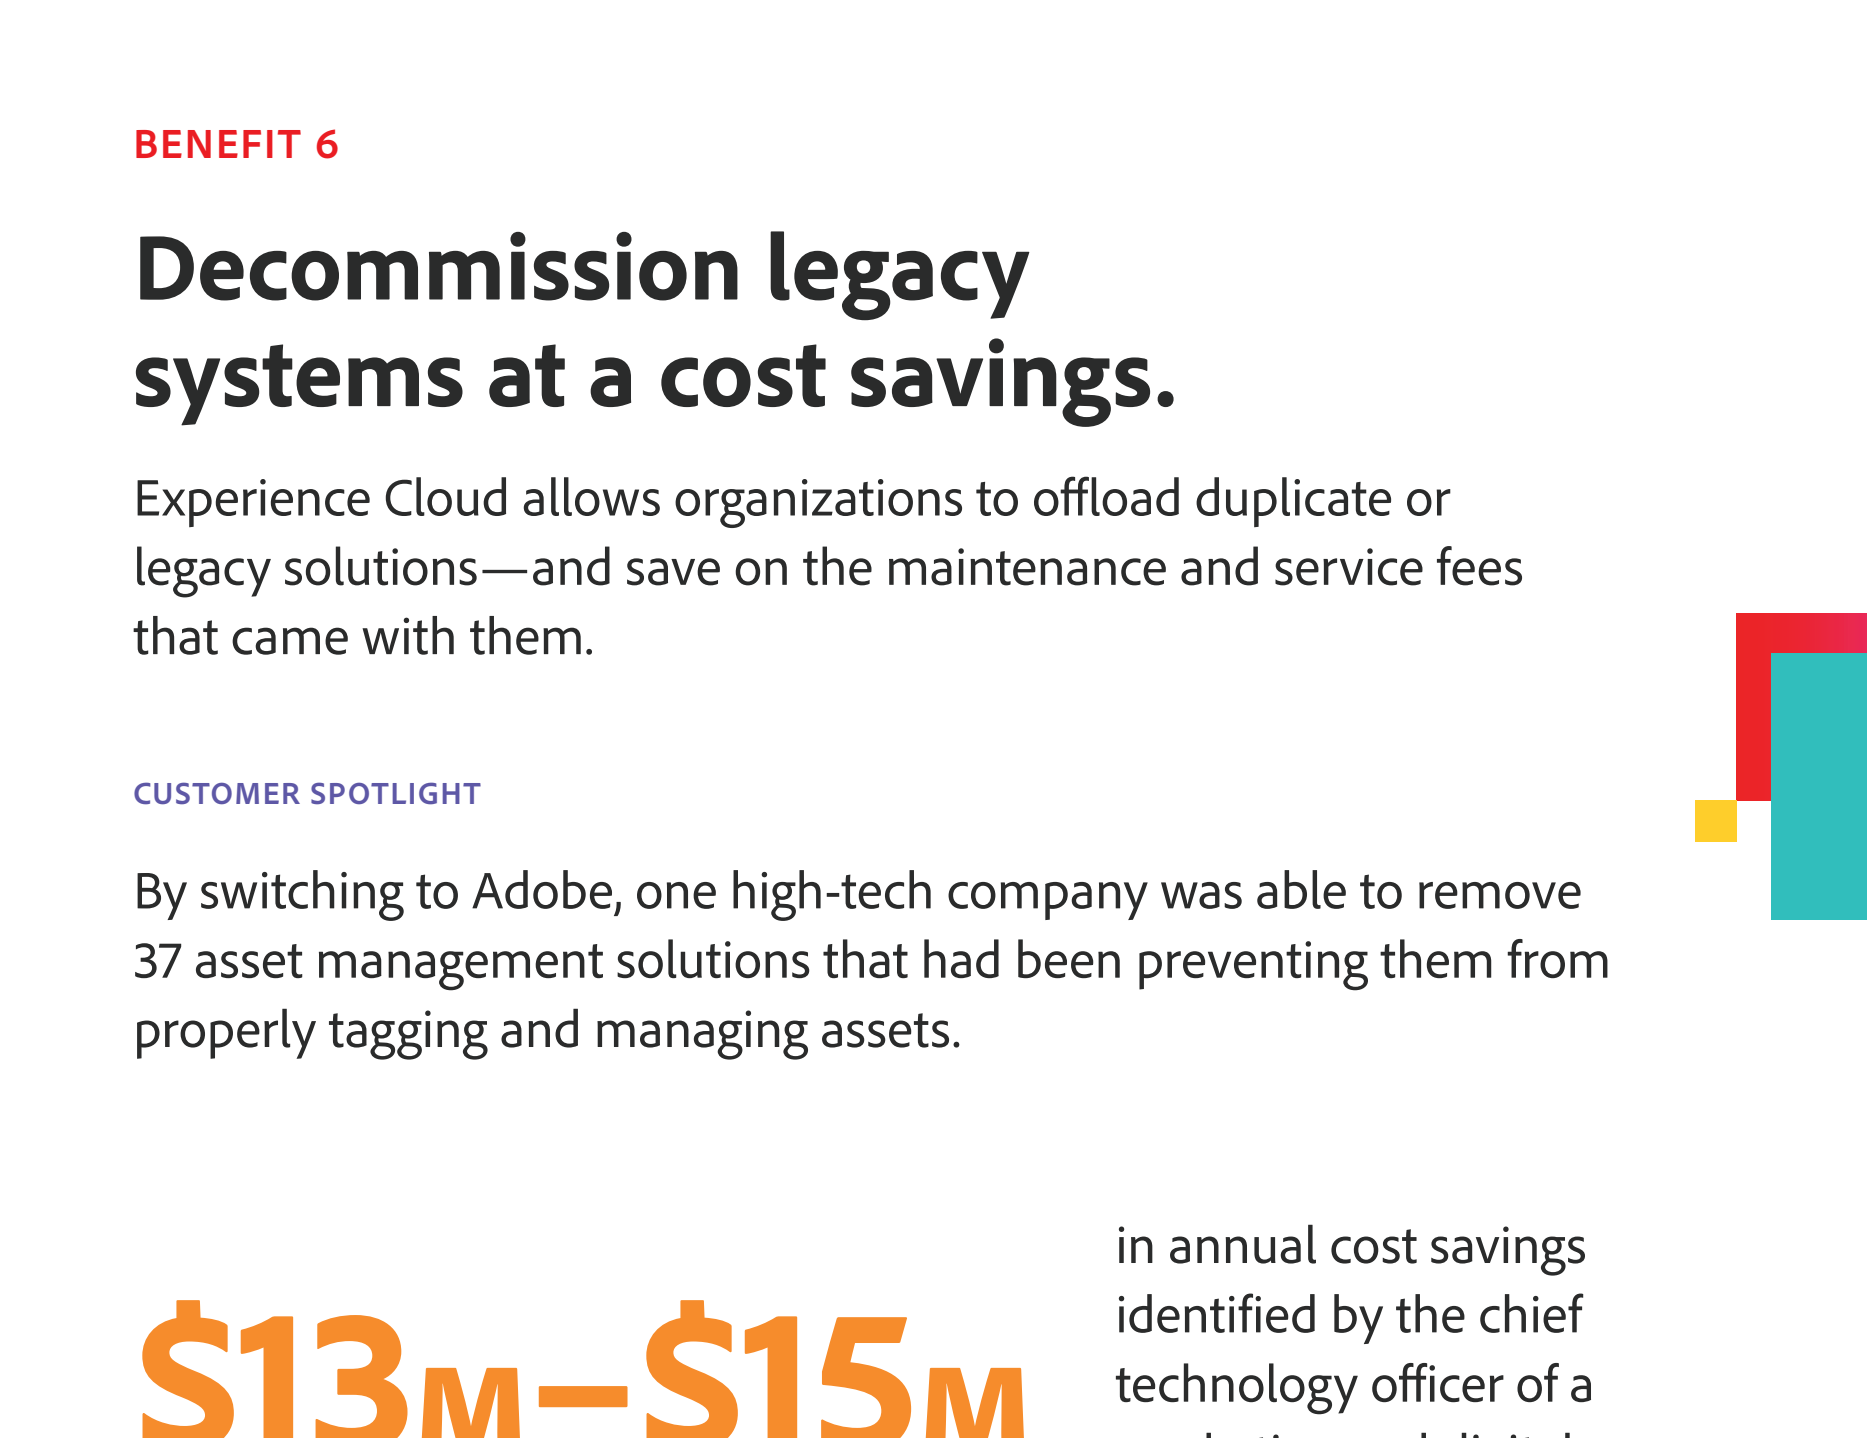 BENEFIT 6
Decommission legacy
systems at a cost savings.
Experience Cloud allows organizations to offload duplicate or
legacy solutions—and save on the maintenance and service fees
that came with them.
CUSTOMER SPOTLIGHT
By switching to Adobe, one high-tech company was able to remove
37 asset management solutions that had been preventing them from
properly tagging and managing assets.
$13M–$15M
in annual cost savings
identified by the chief
technology officer of a